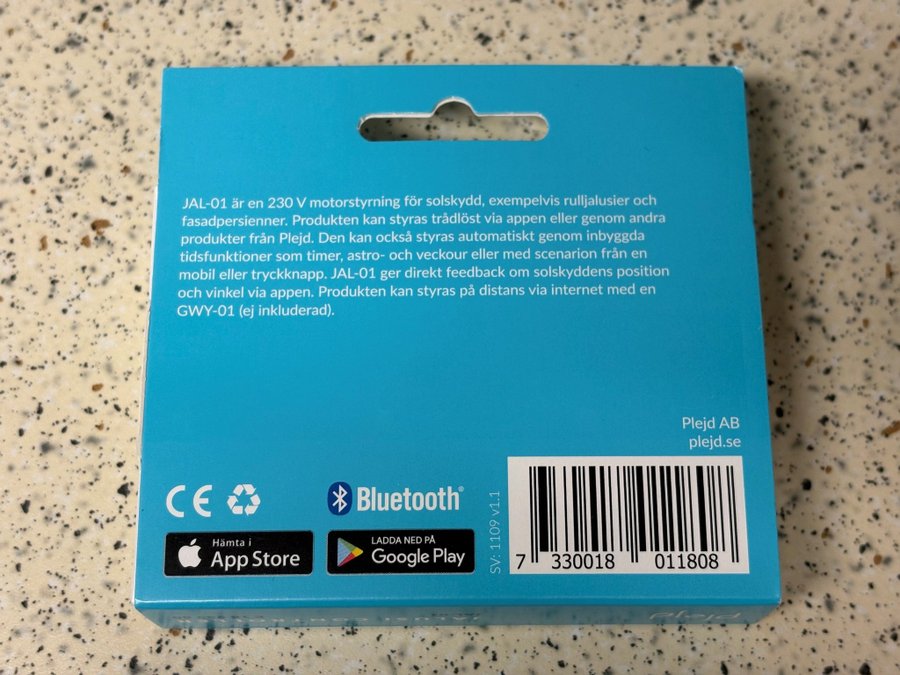 JAL-01 är en 230 V motorstyrning för solskydd, exempelvis rulljalusier och
fasadpersienner. Produkten kan styras trådlöst via appen eller genom andra
produkter från Plejd. Den kan också styras automatiskt genom inbyggda
tidsfunktioner som timer, astro- och veckour eller med scenarion från en
mobil eller tryckknapp. JAL-01 ger direkt feedback om solskyddens position
och vinkel via appen. Produkten kan styras på distans via internet med en
GWY-01 (ej inkluderad).
Plejd AB
plejd.se
CE
Bluetooth®
Hämta i
App Store
LADDA NED PÅ
Google Play
SV: 1109 v1.1
7 330018 011808
Plejd